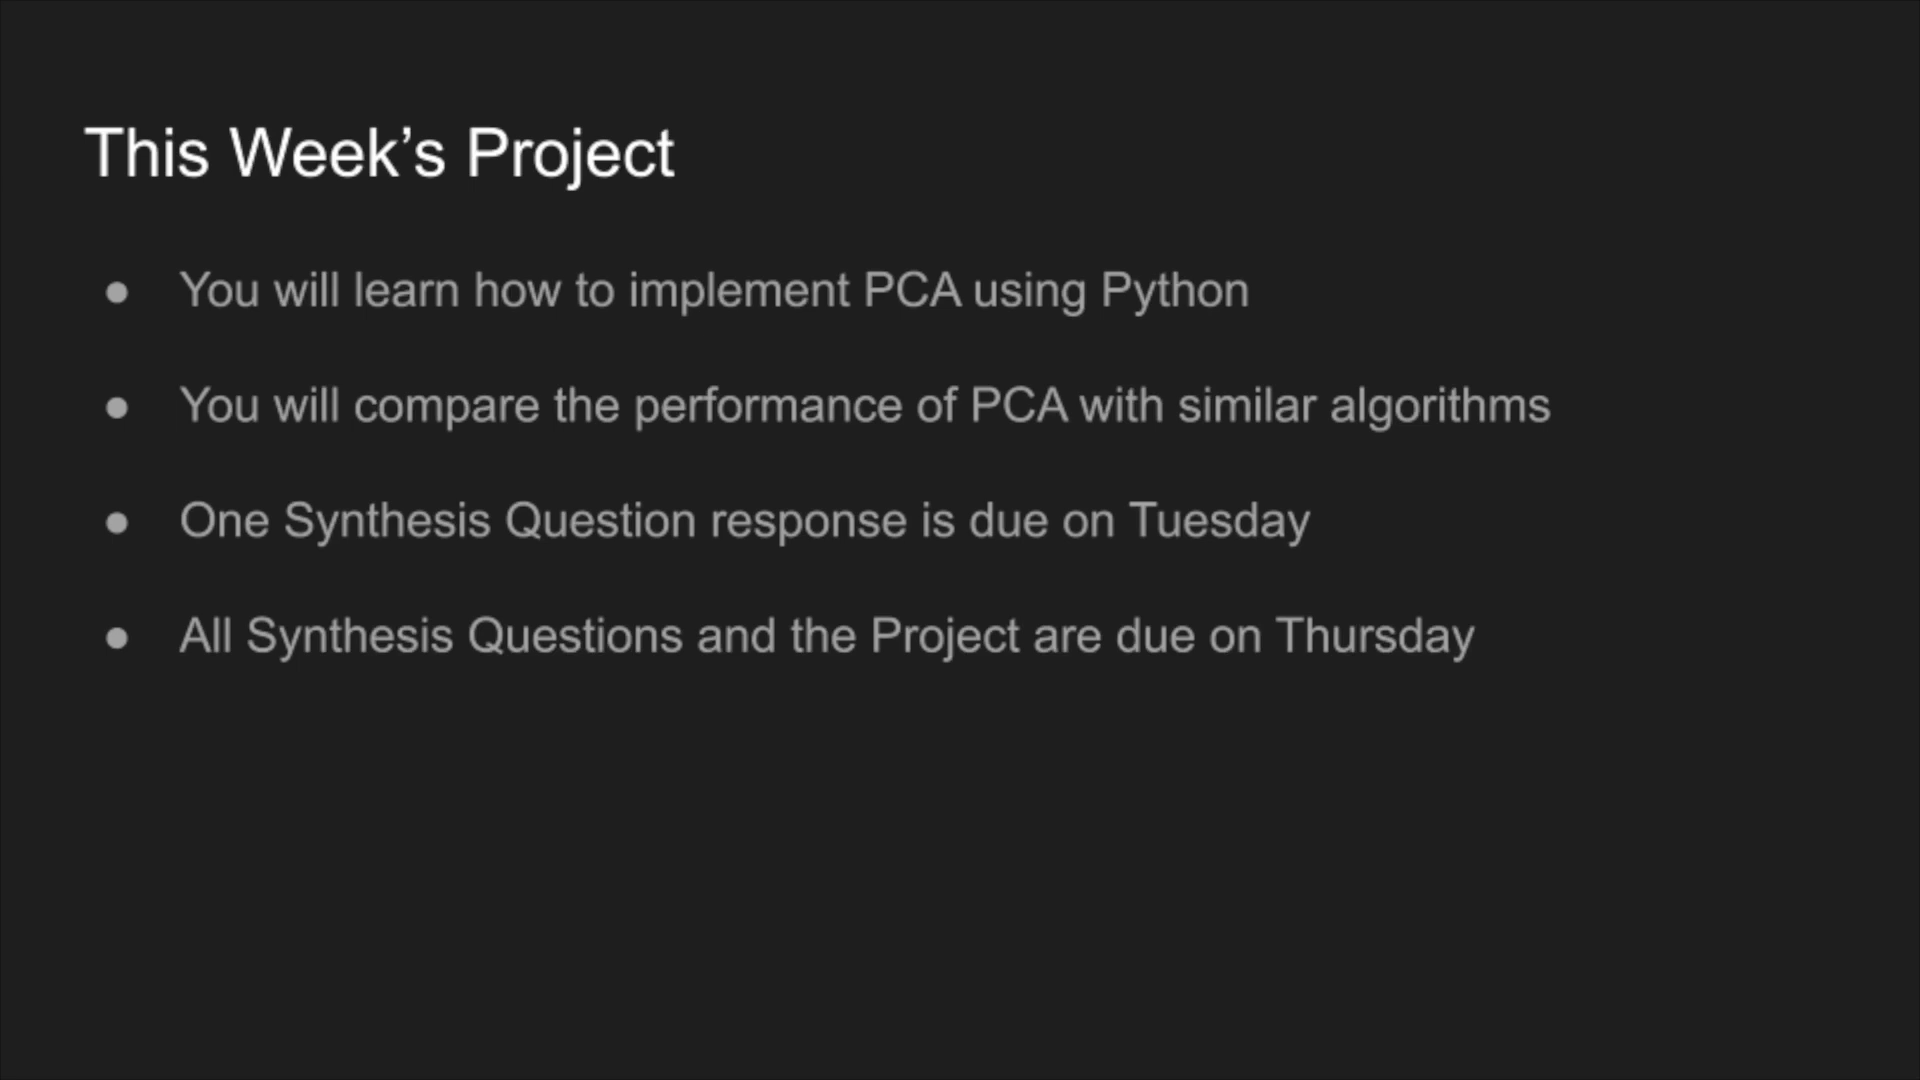 This Week’s Project
● You will learn how to implement PCA using Python
● You will compare the performance of PCA with similar algorithms
● One Synthesis Question response is due on Tuesday
● All Synthesis Questions and the Project are due on Thursday